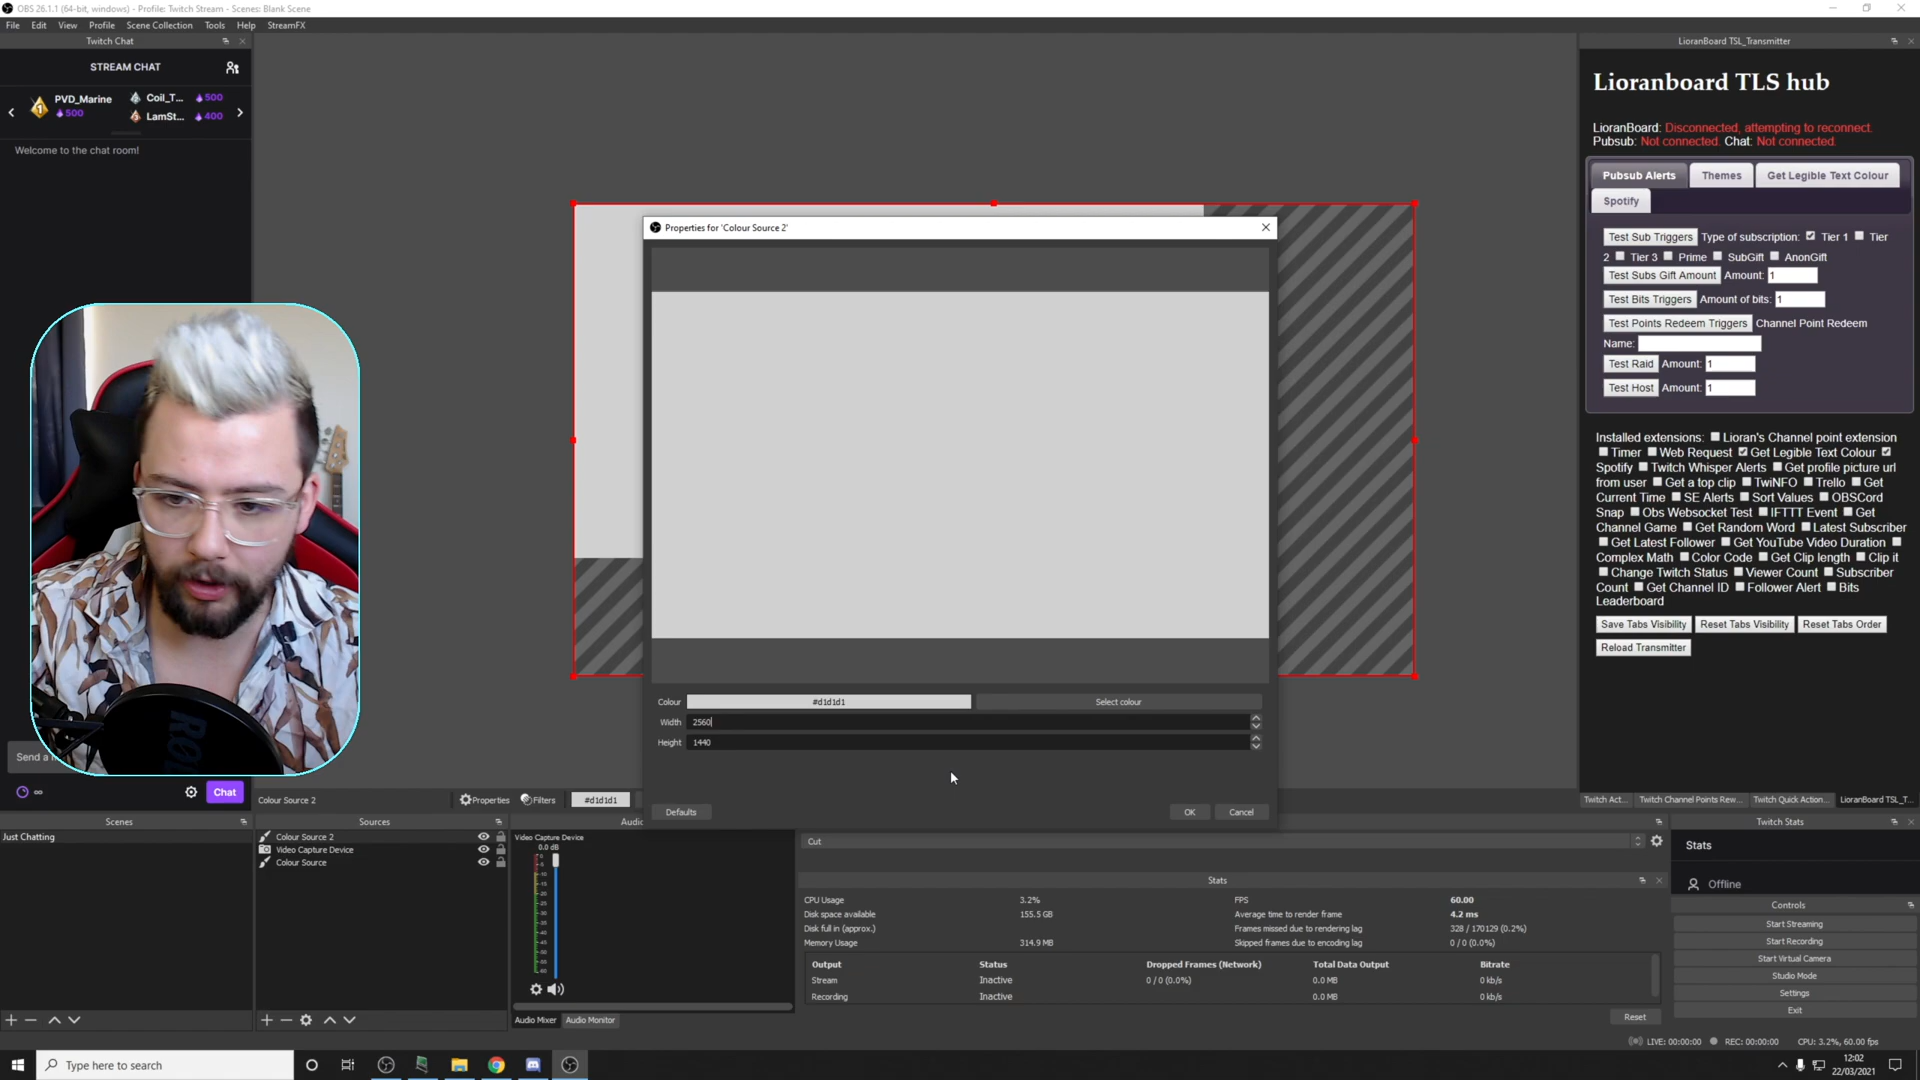 OBS 26.1.1 (64-bit, windows) - Profile: Twitch Stream - Scenes: Blank Scene
File Edit View Profile Scene Collection Tools Help StreamFX
Twitch Chat
STREAM CHAT
PVD_Marine
500
Coil_T... 500
LamSt... 400
Welcome to the chat room!
Chat
Properties for 'Colour Source 2'
Colour #d1d1d1 Select colour
Width 2560
Height 1440
Defaults OK Cancel
LioranBoard TSL_Transmitter
Lioranboard TLS hub
LioranBoard: Disconnected, attempting to reconnect.
Pubsub: Not connected. Chat: Not connected.
Pubsub Alerts Themes Get Legible Text Colour
Spotify
Test Sub Triggers Type of subscription: Tier 1 Tier
2 Tier 3 Prime SubGift AnonGift
Test Subs Gift Amount Amount: 1
Test Bits Triggers Amount of bits: 1
Test Points Redeem Triggers Channel Point Redeem
Name:
Test Raid Amount: 1
Test Host Amount: 1
Installed extensions: Lioran's Channel point extension
Timer Web Request Get Legible Text Colour
Spotify Twitch Whisper Alerts Get profile picture url
from user Get a top clip TwiNFO Trello Get
Current Time SE Alerts Sort Values OBSCord
Snap Obs Websocket Test IFTTT Event Get
Channel Game Get Random Word Latest Subscriber
Get Latest Follower Get YouTube Video Duration
Complex Math Color Code Get Clip length Clip it
Change Twitch Status Viewer Count Subscriber
Count Get Channel ID Follower Alert Bits
Leaderboard
Save Tabs Visibility Reset Tabs Visibility Reset Tabs Order
Reload Transmitter
Twitch Act... Twitch Channel Points Rew... Twitch Quick Action... LioranBoard TSL_T...
Colour Source 2 Properties Filters #d1d1d1
Scenes
Just Chatting
Sources
Colour Source 2
Video Capture Device
Colour Source
Audio
Video Capture Device
0.0 dB
Audio Mixer Audio Monitor
Cut
Stats
CPU Usage 3.2% FPS 60.00
Disk space available 155.5 GB Average time to render frame 4.2 ms
Disk full in (approx.) Frames missed due to rendering lag 328 / 170129 (0.2%)
Memory Usage 314.9 MB Skipped frames due to encoding lag 0 / 0 (0.0%)
Output Status Dropped Frames (Network) Total Data Output Bitrate
Stream Inactive 0 / 0 (0.0%) 0.0 MB 0 kb/s
Recording Inactive 0.0 MB 0 kb/s
Reset
Twitch Stats
Stats
Offline
Controls
Start Streaming
Start Recording
Start Virtual Camera
Studio Mode
Settings
Exit
LIVE: 00:00:00 REC: 00:00:00 CPU: 3.2%, 60.00 fps
Type here to search
12:02
22/03/2021